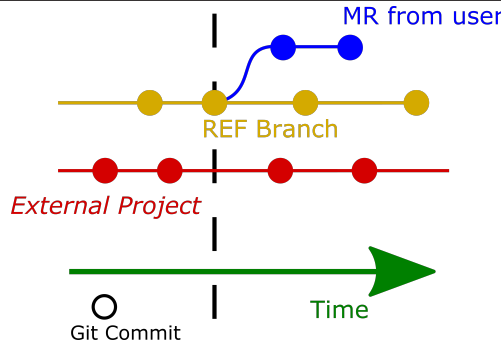 MR from user
REF Branch
External Project
Time
Git Commit